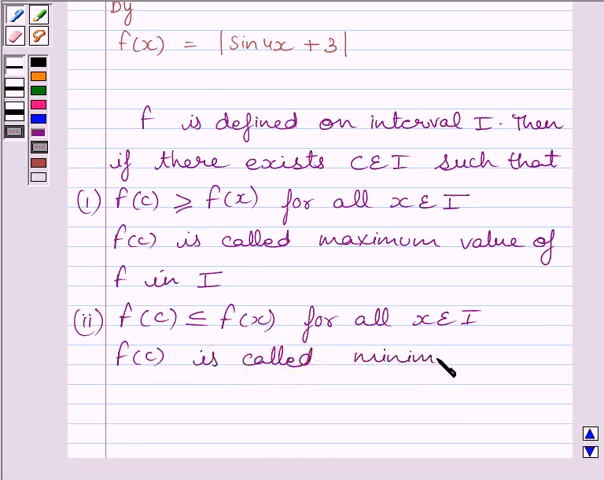 By
f(x) = |Sin 4x + 3|
f is defined on interval I. Then
if there exists C ε I such that
(i) f(c) ⩾ f(x) for all x ε I
f(c) is called maximum value of
f in I
(ii) f(c) ≤ f(x) for all x ε I
f(c) is called minim